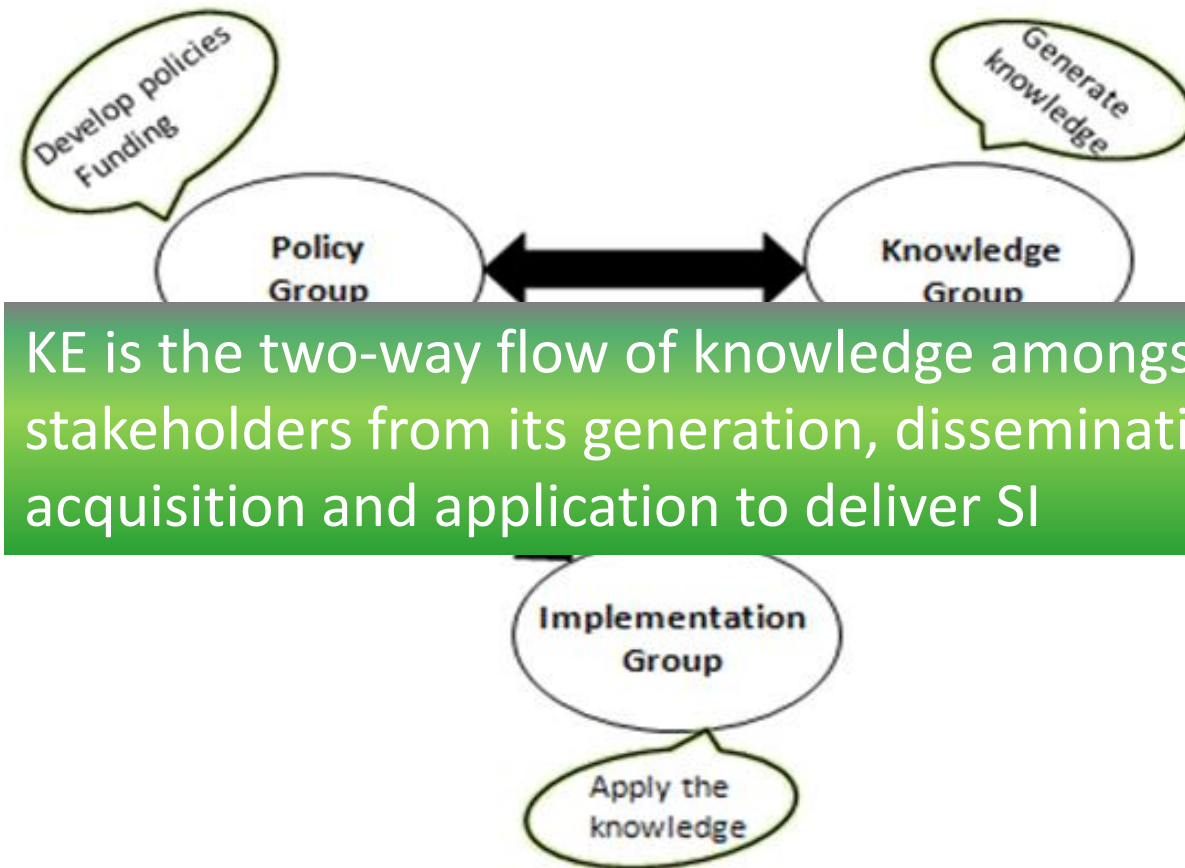 Develop policies
Funding
Generate
knowledge
Policy
Group
Knowledge
Group
KE is the two-way flow of knowledge amongs
stakeholders from its generation, disseminati
acquisition and application to deliver SI
Implementation
Group
Apply the
knowledge